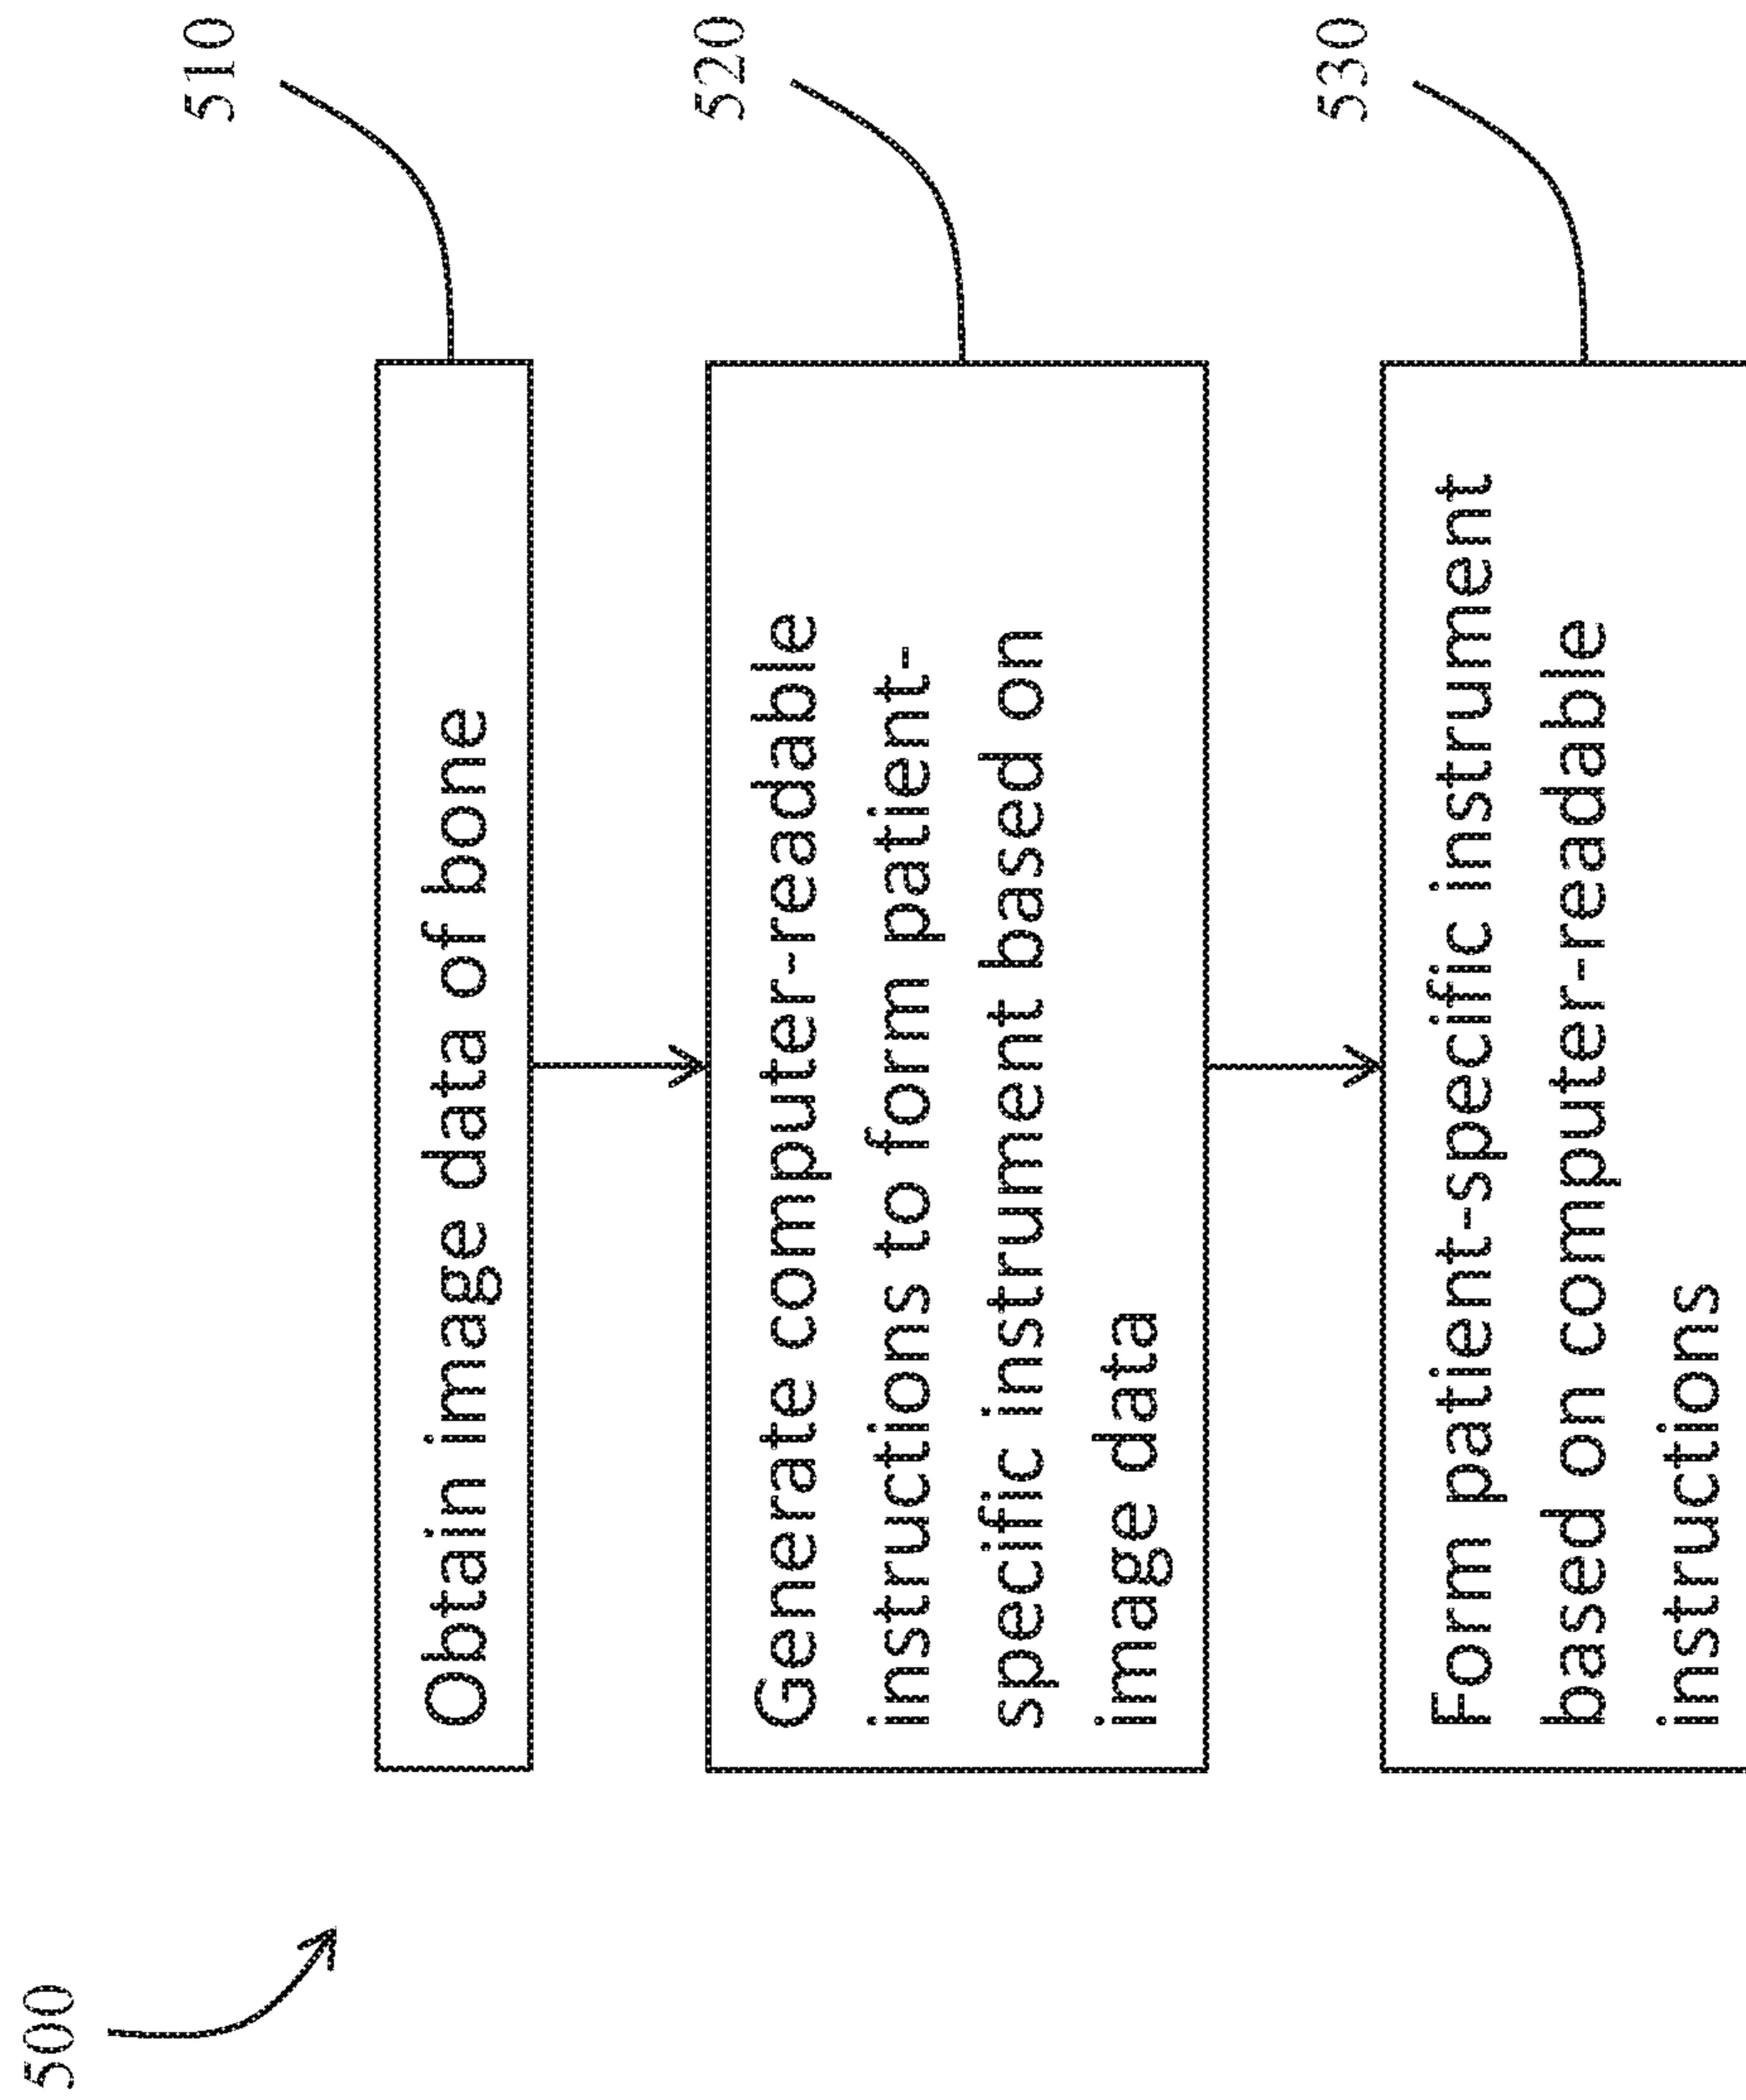 500
510
Obtain image data of bone
520
Generate computer-readable
instructions to form patient-
specific instrument based on
image data
530
Form patient-specific instrument
based on computer-readable
instructions